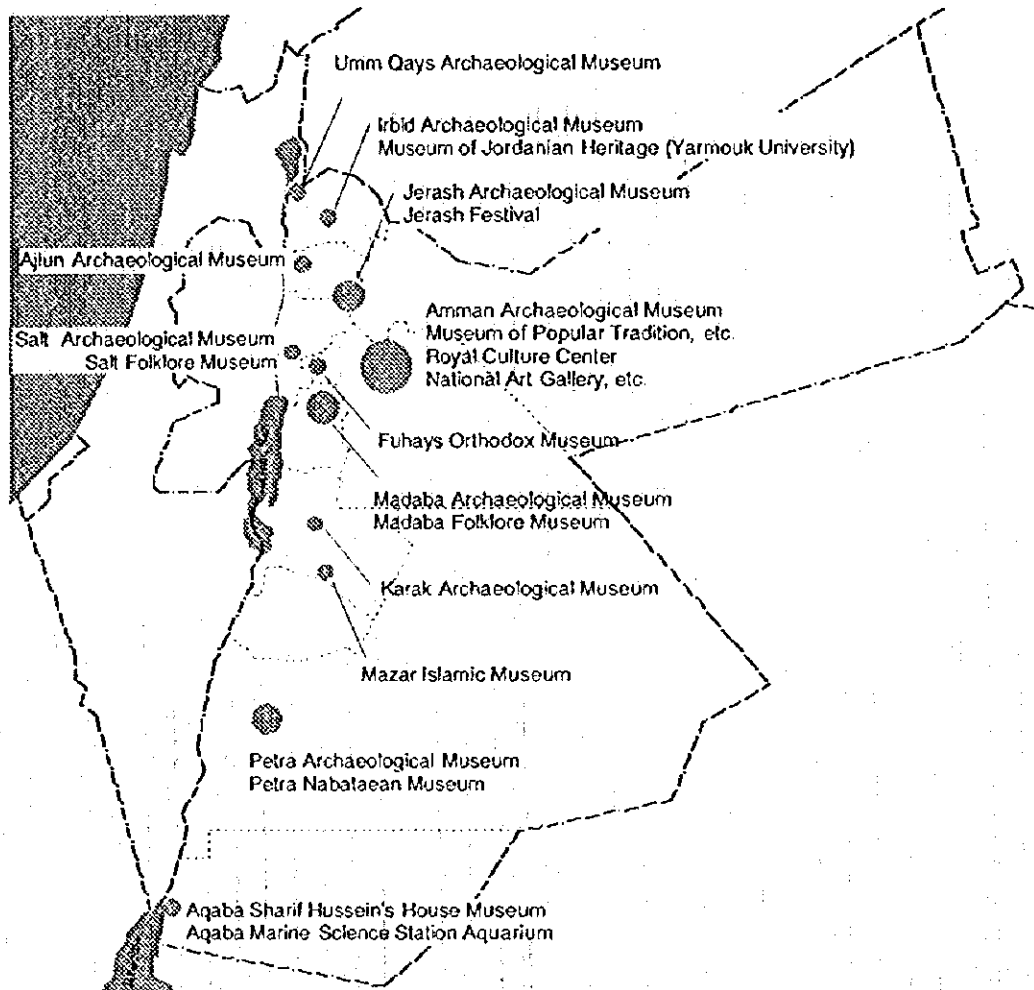 Umm Qays Archaeological Museum
Irbid Archaeological Museum
Museum of Jordanian Heritage (Yarmouk University)
Jerash Archaeological Museum
Jerash Festival
Ajlun Archaeological Museum
Amman Archaeological Museum
Museum of Popular Tradition, etc.
Royal Culture Center
National Art Gallery, etc.
Salt Archaeological Museum
Salt Folklore Museum
Fuhays Orthodox Museum
Madaba Archaeological Museum
Madaba Folklore Museum
Karak Archaeological Museum
Mazar Islamic Museum
Petra Archaeological Museum
Petra Nabataean Museum
Aqaba Sharif Hussein's House Museum
Aqaba Marine Science Station Aquarium